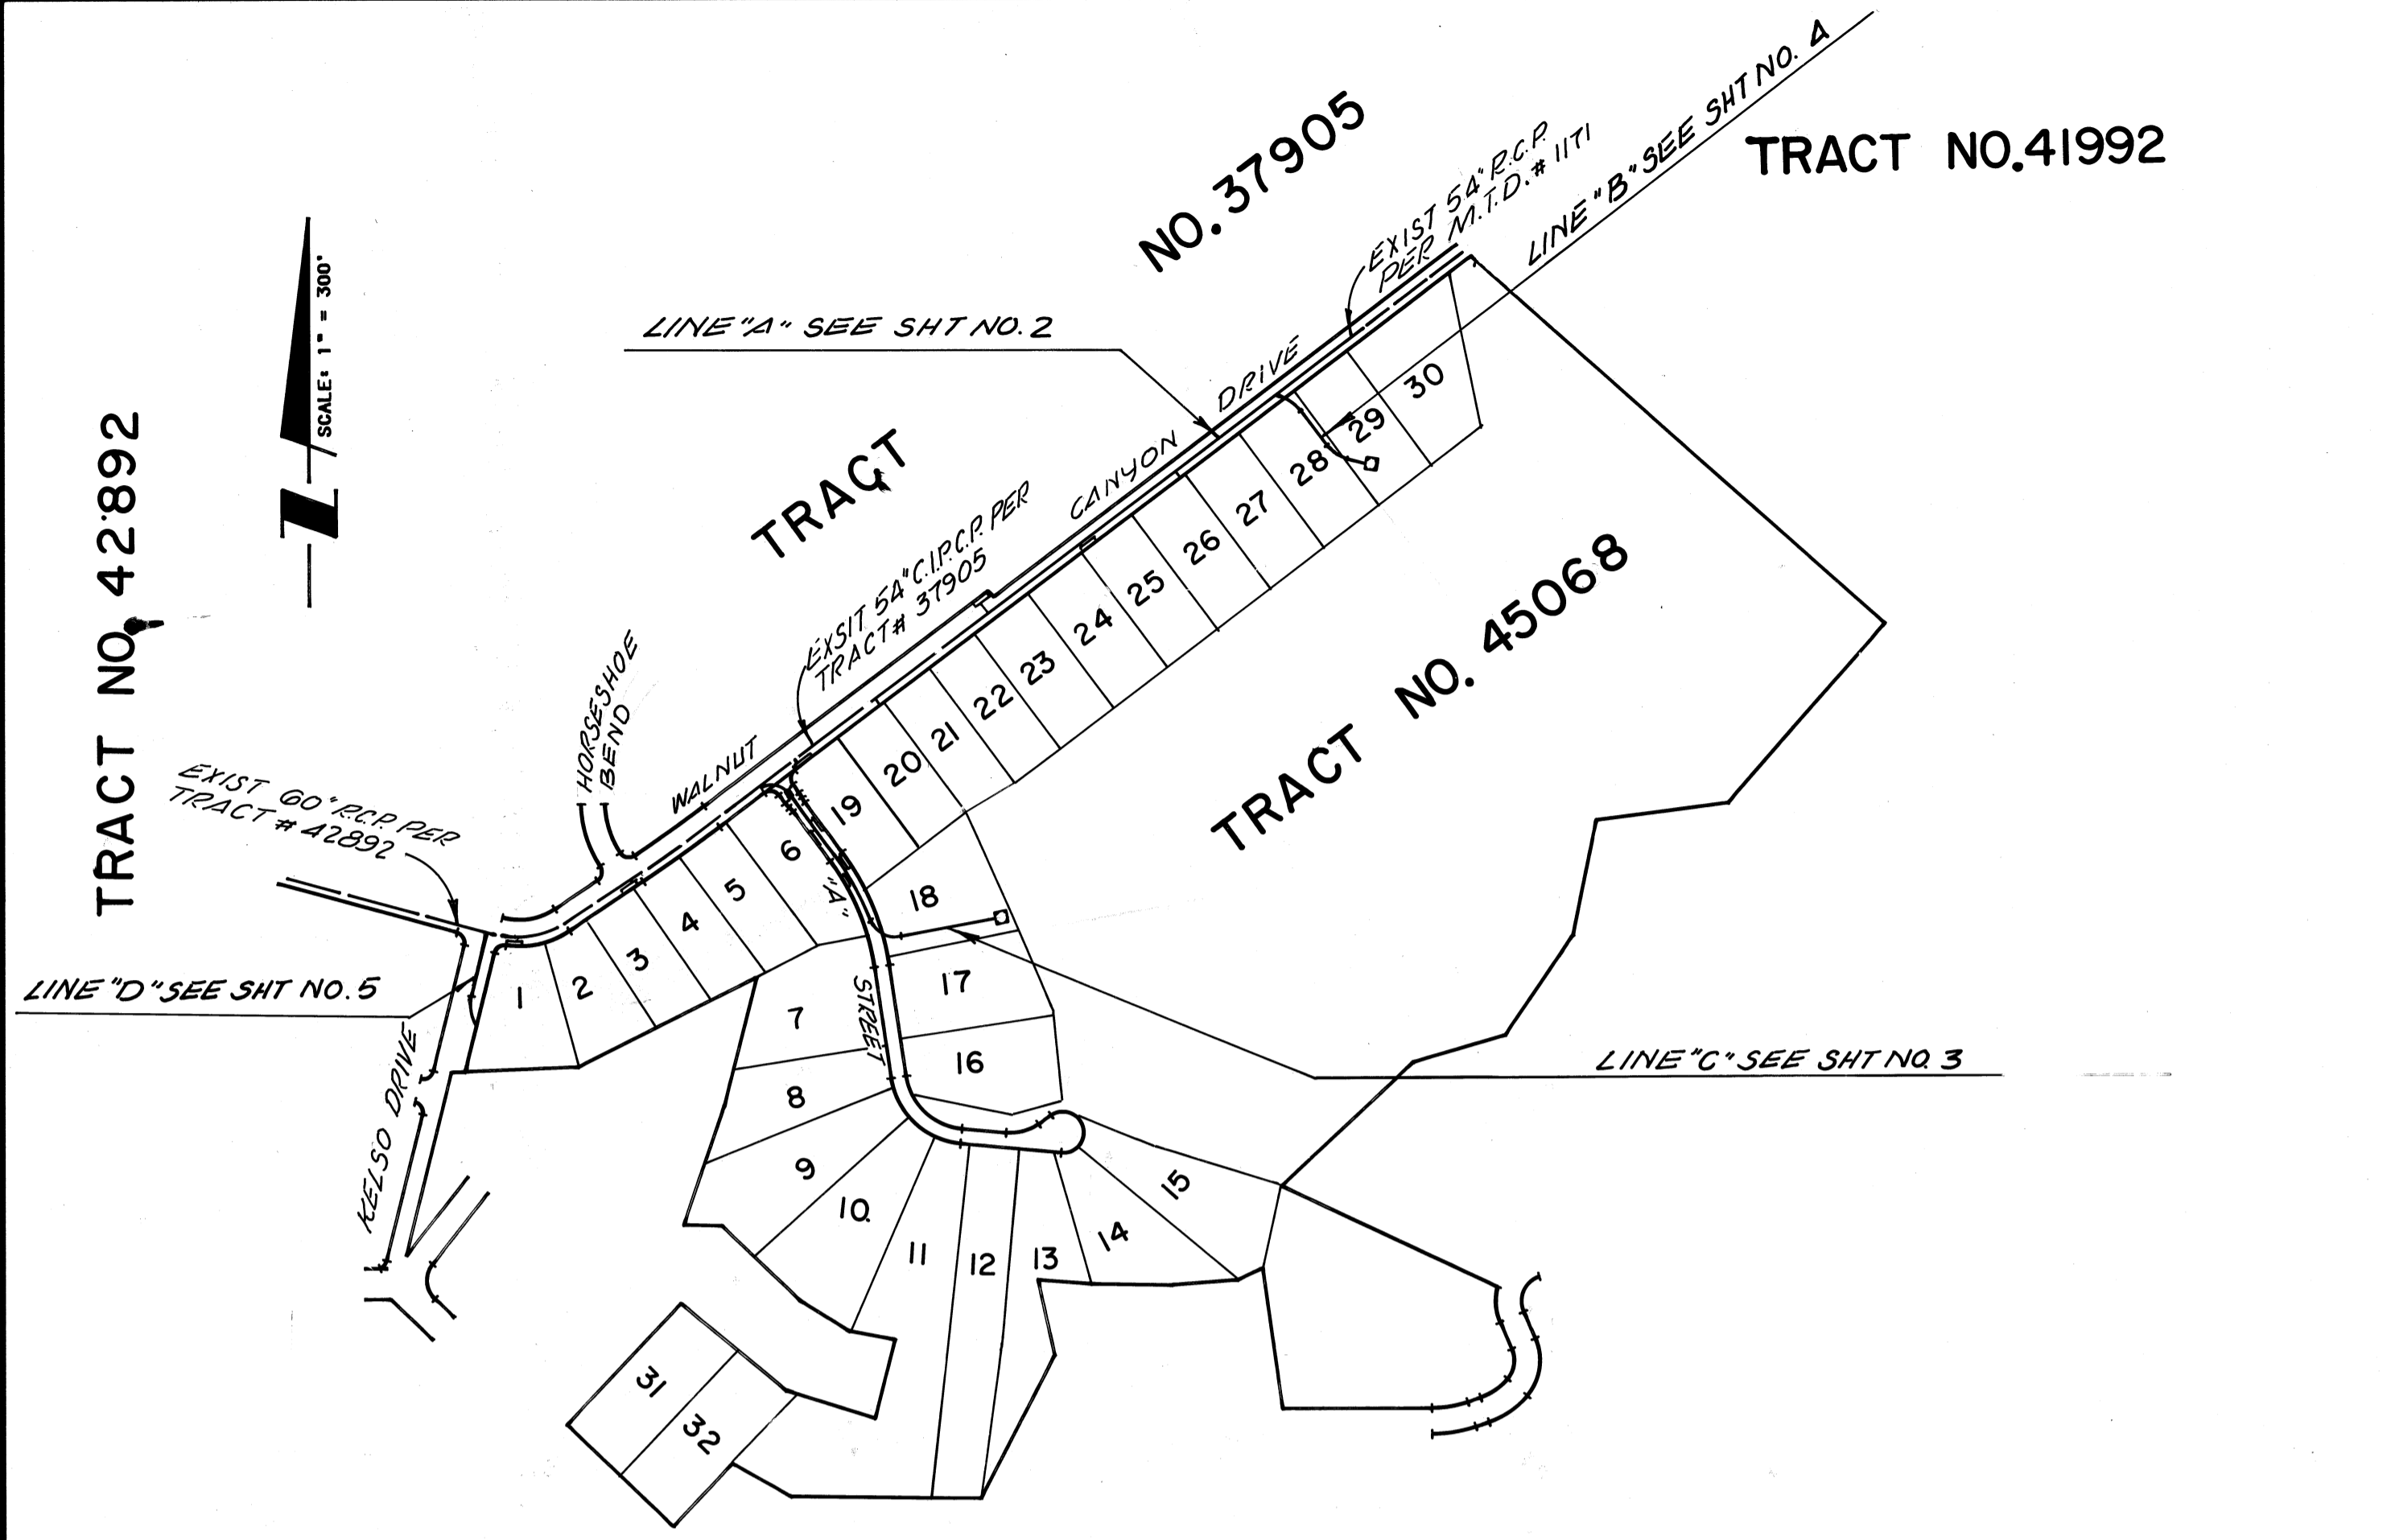 LINE "B" SEE SHT NO. 4
TRACT NO. 41992
NO. 37905
EXIST 54" R.C.P.
PER M.T.D. # 1171
SCALE: 1" = 300'
N
LINE "A" SEE SHT NO. 2
DRIVE
CANYON
WALNUT
TRACT
TRACT NO. 42892
EXSIT 54" C.I.P.C.P. PER
TRACT # 37905
HORSESHOE
BEND
TRACT NO. 45068
EXIST 60" R.C.P. PER
TRACT # 42892
LINE "D" SEE SHT NO. 5
KELSO DRIVE
"A"
STREET
LINE "C" SEE SHT NO. 3
1
2
3
4
5
6
7
8
9
10
11
12
13
14
15
16
17
18
19
20
21
22
23
24
25
26
27
28
29
30
31
32